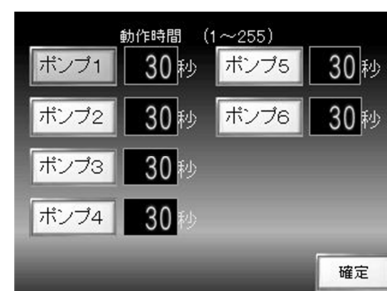 動作時間 (1～255)
ポンプ1 30秒 ポンプ5 30秒
ポンプ2 30秒 ポンプ6 30秒
ポンプ3 30秒
ポンプ4 30秒
確定